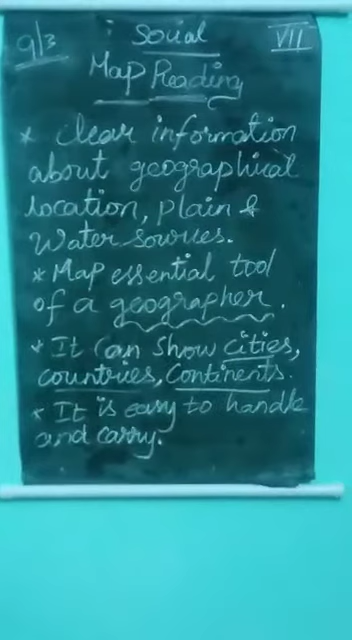 9/3
Social
VII
Map Reading
* Clear information
about geographical
location, Plain &
Water sources.
* Map essential tool
of a geographer.
* It Can show cities,
countries, Continents.
* It is easy to handle
and carry.